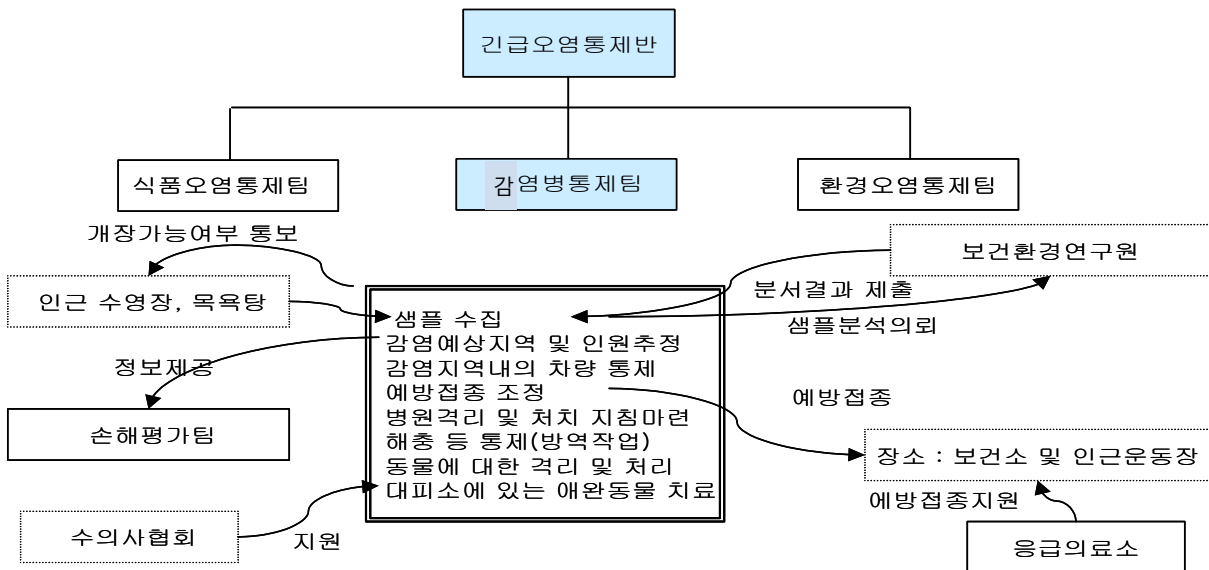 긴급오염통제반
식품오염통제팀
감염병통제팀
환경오염통제팀
개장가능여부 통보
보건환경연구원
인근 수영장, 목욕탕
분서결과 제출
샘플 수집
샘플분석의뢰
감염예상지역 및 인원추정
정보제공
감염지역내의 차량 통제
예방접종 조정
예방접종
병원격리 및 처치 지침마련
손해평가팀
해충 등 통제(방역작업)
장소 : 보건소 및 인근운동장
동물에 대한 격리 및 처리
대피소에 있는 애완동물 치료
에방접종지원
수의사협회
지원
응급의료소